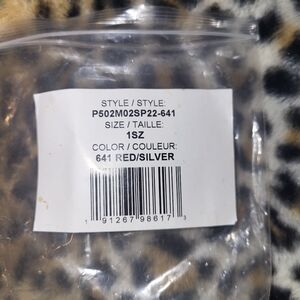 STYLE / STYLE:
P502M02SP22-641
SIZE / TAILLE:
1SZ
COLOR / COULEUR:
641 RED/SILVER
1 91267 98617 3